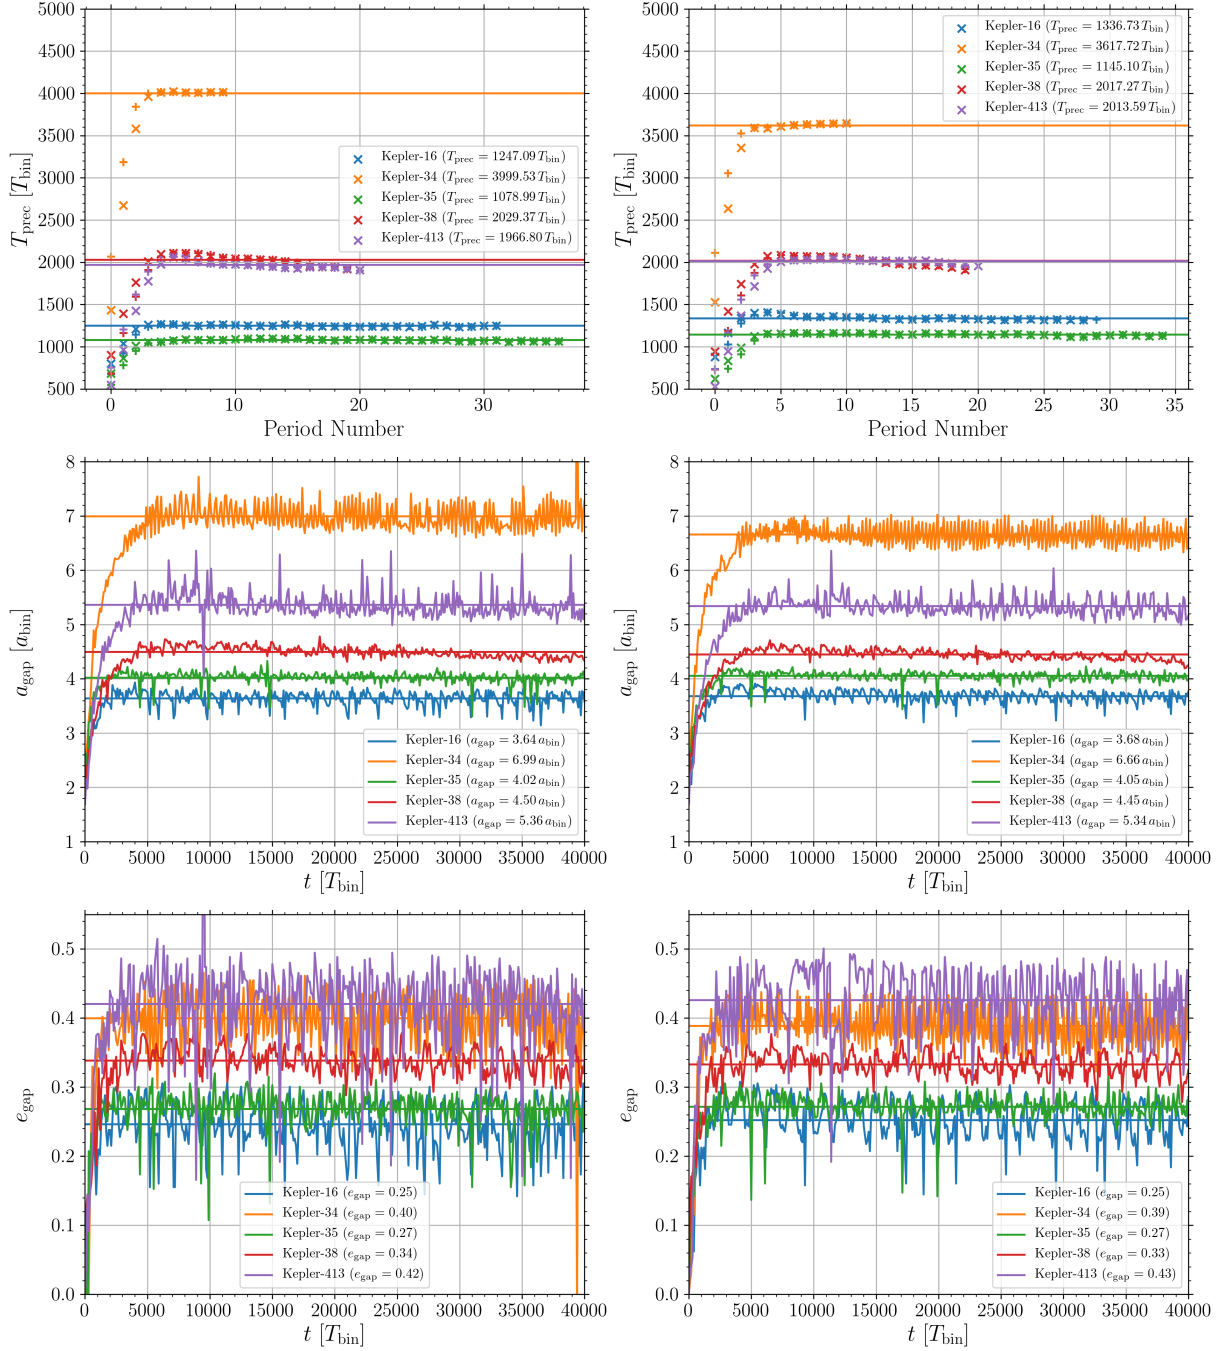 5000
4500
4000
3500
3000
2500
2000
1500
1000
500
T_prec [T_bin]
Kepler-16 (T_prec = 1247.09 T_bin)
Kepler-34 (T_prec = 3999.53 T_bin)
Kepler-35 (T_prec = 1078.99 T_bin)
Kepler-38 (T_prec = 2029.37 T_bin)
Kepler-413 (T_prec = 1966.80 T_bin)
0 10 20 30
Period Number
5000
4500
4000
3500
3000
2500
2000
1500
1000
500
T_prec [T_bin]
Kepler-16 (T_prec = 1336.73 T_bin)
Kepler-34 (T_prec = 3617.72 T_bin)
Kepler-35 (T_prec = 1145.10 T_bin)
Kepler-38 (T_prec = 2017.27 T_bin)
Kepler-413 (T_prec = 2013.59 T_bin)
0 5 10 15 20 25 30 35
Period Number
8
7
6
5
4
3
2
1
a_gap [a_bin]
Kepler-16 (a_gap = 3.64 a_bin)
Kepler-34 (a_gap = 6.99 a_bin)
Kepler-35 (a_gap = 4.02 a_bin)
Kepler-38 (a_gap = 4.50 a_bin)
Kepler-413 (a_gap = 5.36 a_bin)
0 5000 10000 15000 20000 25000 30000 35000 40000
t [T_bin]
8
7
6
5
4
3
2
1
a_gap [a_bin]
Kepler-16 (a_gap = 3.68 a_bin)
Kepler-34 (a_gap = 6.66 a_bin)
Kepler-35 (a_gap = 4.05 a_bin)
Kepler-38 (a_gap = 4.45 a_bin)
Kepler-413 (a_gap = 5.34 a_bin)
0 5000 10000 15000 20000 25000 30000 35000 40000
t [T_bin]
0.5
0.4
0.3
0.2
0.1
0.0
e_gap
Kepler-16 (e_gap = 0.25)
Kepler-34 (e_gap = 0.40)
Kepler-35 (e_gap = 0.27)
Kepler-38 (e_gap = 0.34)
Kepler-413 (e_gap = 0.42)
0 5000 10000 15000 20000 25000 30000 35000 40000
t [T_bin]
0.5
0.4
0.3
0.2
0.1
0.0
e_gap
Kepler-16 (e_gap = 0.25)
Kepler-34 (e_gap = 0.39)
Kepler-35 (e_gap = 0.27)
Kepler-38 (e_gap = 0.33)
Kepler-413 (e_gap = 0.43)
0 5000 10000 15000 20000 25000 30000 35000 40000
t [T_bin]